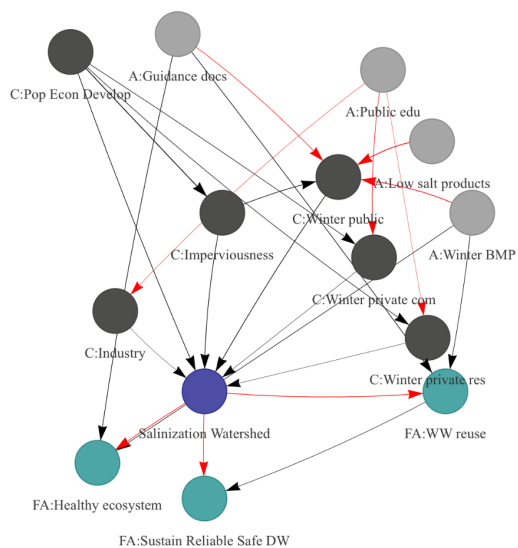 A:Guidance docs
C:Pop Econ Develop
A:Public edu
A:Low salt products
C:Winter public
C:Imperviousness
A:Winter BMP
C:Winter private com
C:Industry
C:Winter private res
Salinization Watershed
FA:WW reuse
FA:Healthy ecosystem
FA:Sustain Reliable Safe DW